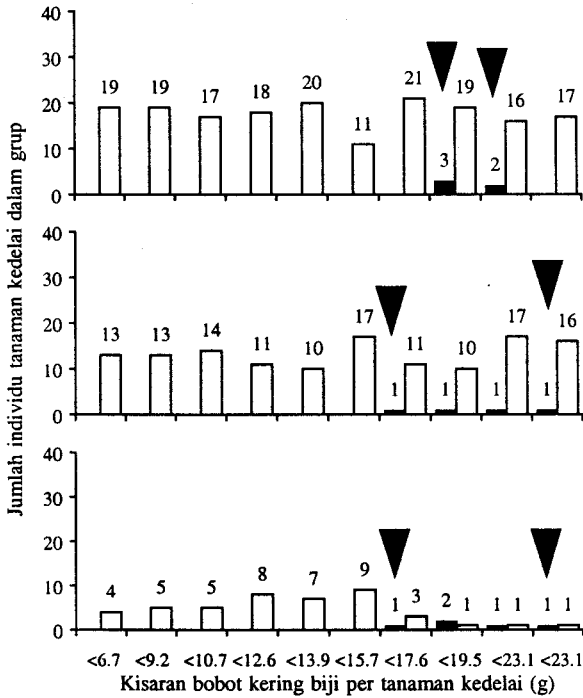 40
30
20
10
0
19 19 17 18 20 11 21 3 19 2 16 17
40
30
20
10
0
13 13 14 11 10 17 1 11 1 10 1 17 1 16
40
30
20
10
0
4 5 5 8 7 9 1 3 2 1 1 1 1 1
<6.7 <9.2 <10.7 <12.6 <13.9 <15.7 <17.6 <19.5 <23.1 <23.1
Kisaran bobot kering biji per tanaman kedelai (g)
Jumlah individu tanaman kedelai dalam grup